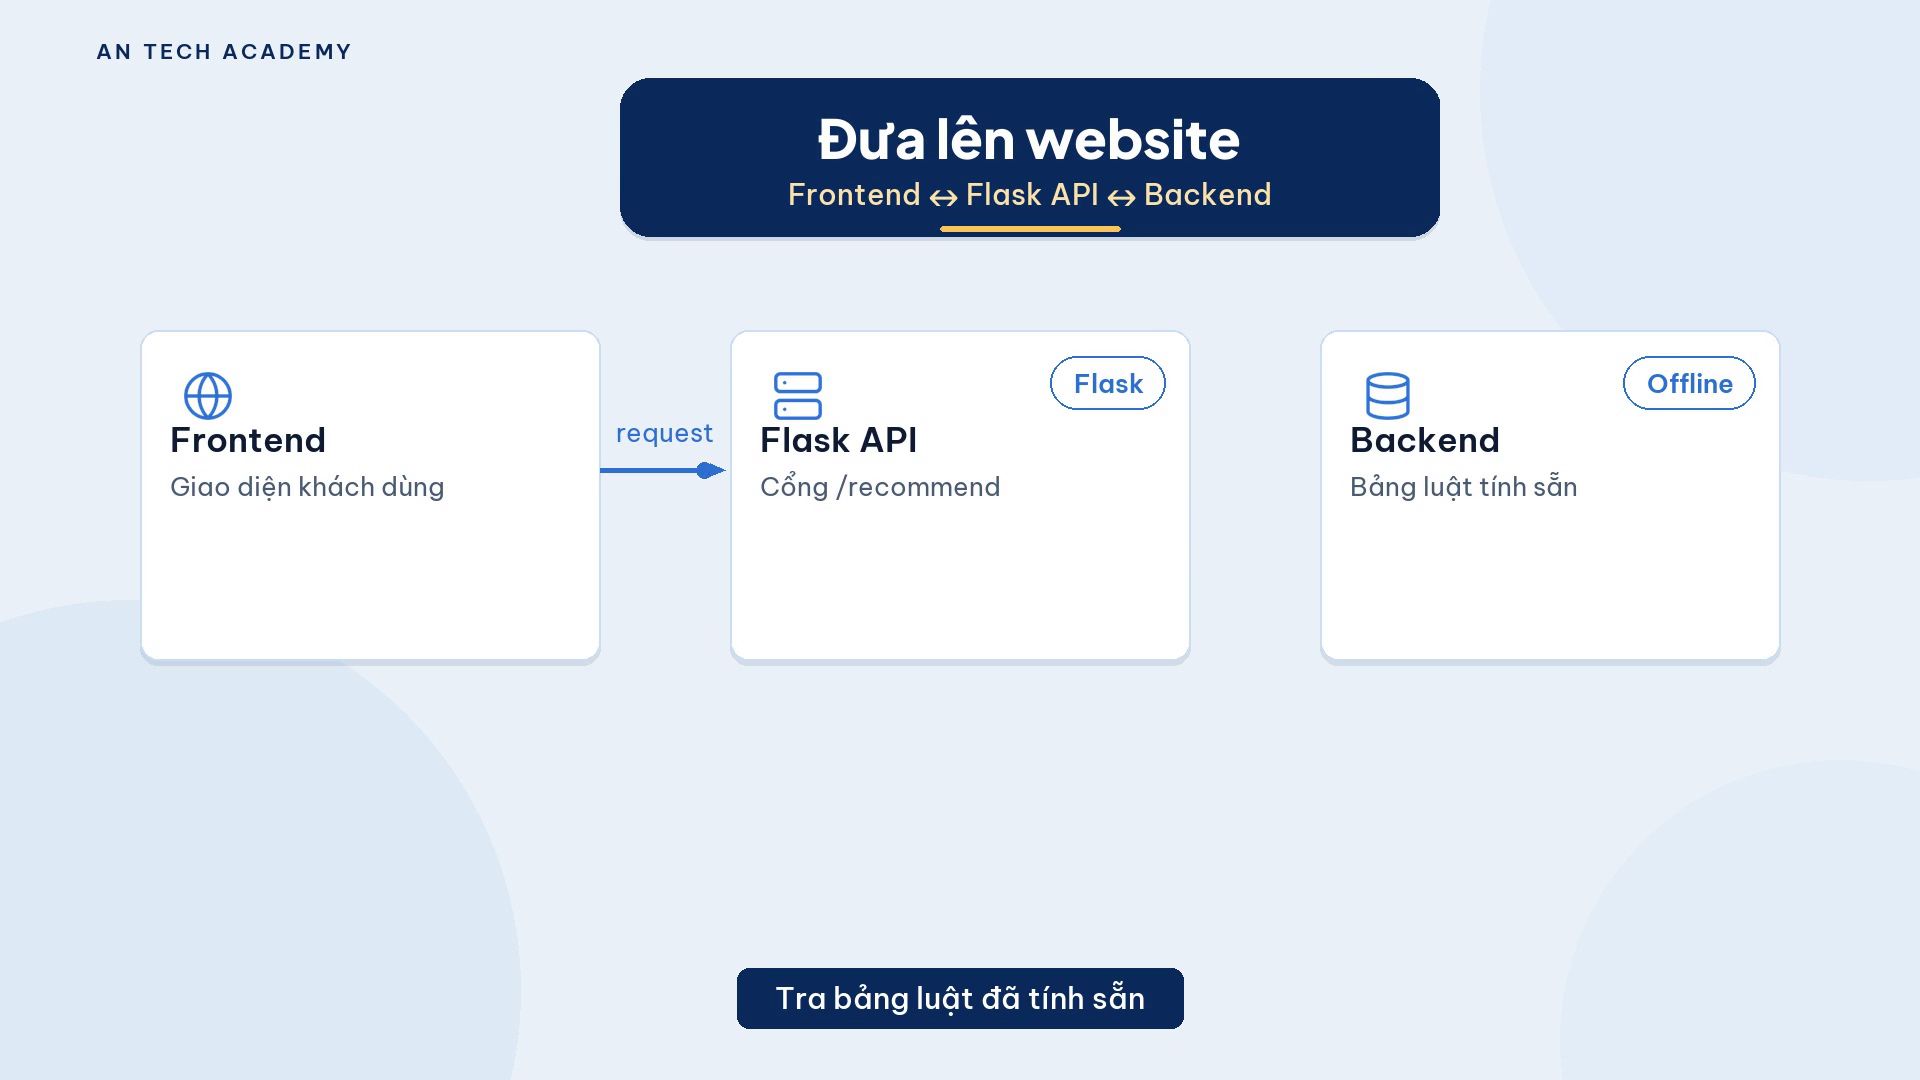 AN TECH ACADEMY
Đưa lên website
Frontend ↔ Flask API ↔ Backend
Frontend
Giao diện khách dùng
request
Flask
Flask API
Cổng /recommend
Offline
Backend
Bảng luật tính sẵn
Tra bảng luật đã tính sẵn